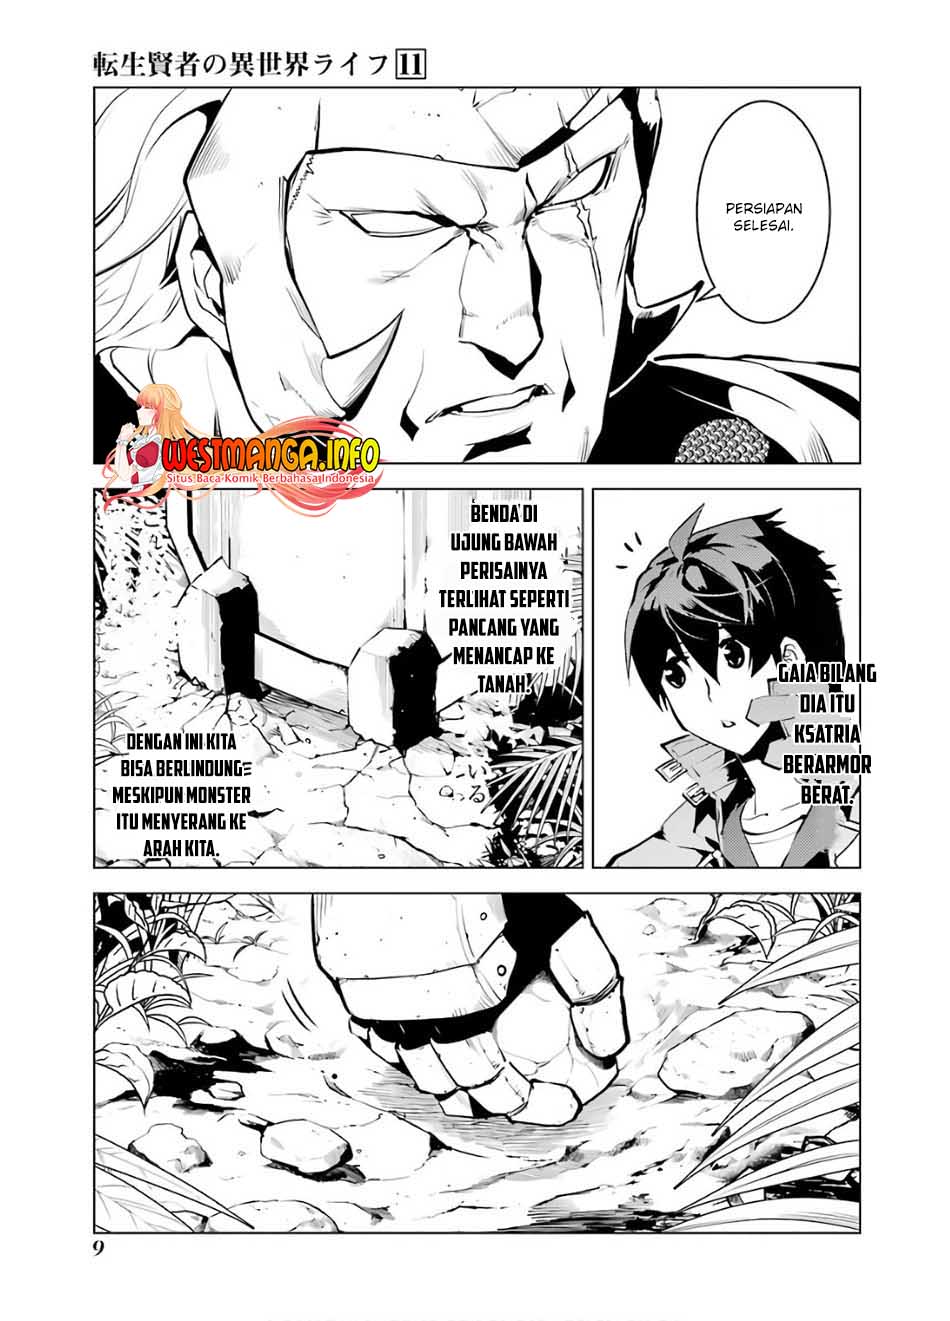 転生賢者の異世界ライフ 11
PERSIAPAN
SELESAI.
WESTMANGA.INFO
Situs Baca Komik Berbahasa Indonesia
GAIA BILANG
DIA ITU
KSATRIA
BERARMOR
BERAT.
BENDA DI
UJUNG BAWAH
PERISAINYA
TERLIHAT SEPERTI
PANCANG YANG
MENANCAP KE
TANAH.
DENGAN INI KITA
BISA BERLINDUNG
MESKIPUN MONSTER
ITU MENYERANG KE
ARAH KITA.
9